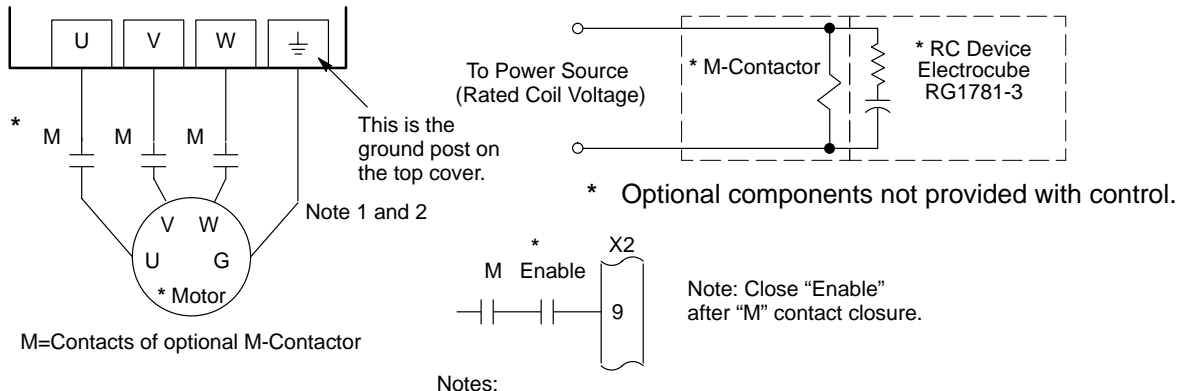 U V W
* M M M
This is the
ground post on
the top cover.
Note 1 and 2
V W
U G
* Motor
M=Contacts of optional M-Contactor
To Power Source
(Rated Coil Voltage)
* M-Contactor
* RC Device
Electrocube
RG1781-3
* Optional components not provided with control.
* X2
M Enable
9
Note: Close “Enable”
after “M” contact closure.
Notes: